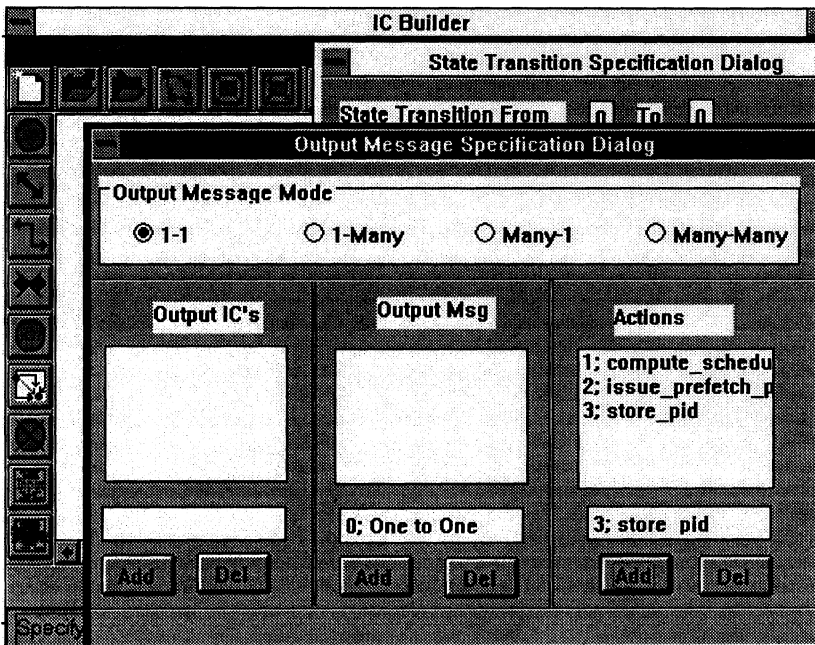 IC Builder
State Transition Specification Dialog
State Transition From 0 To 0
Output Message Specification Dialog
Output Message Mode
1-1 1-Many Many-1 Many-Many
Output IC's Output Msg Actions
1; compute_schedu
2; issue_prefetch_p
3; store_pid
0; One to One 3; store pid
Add Del Add Del Add Del
Specify